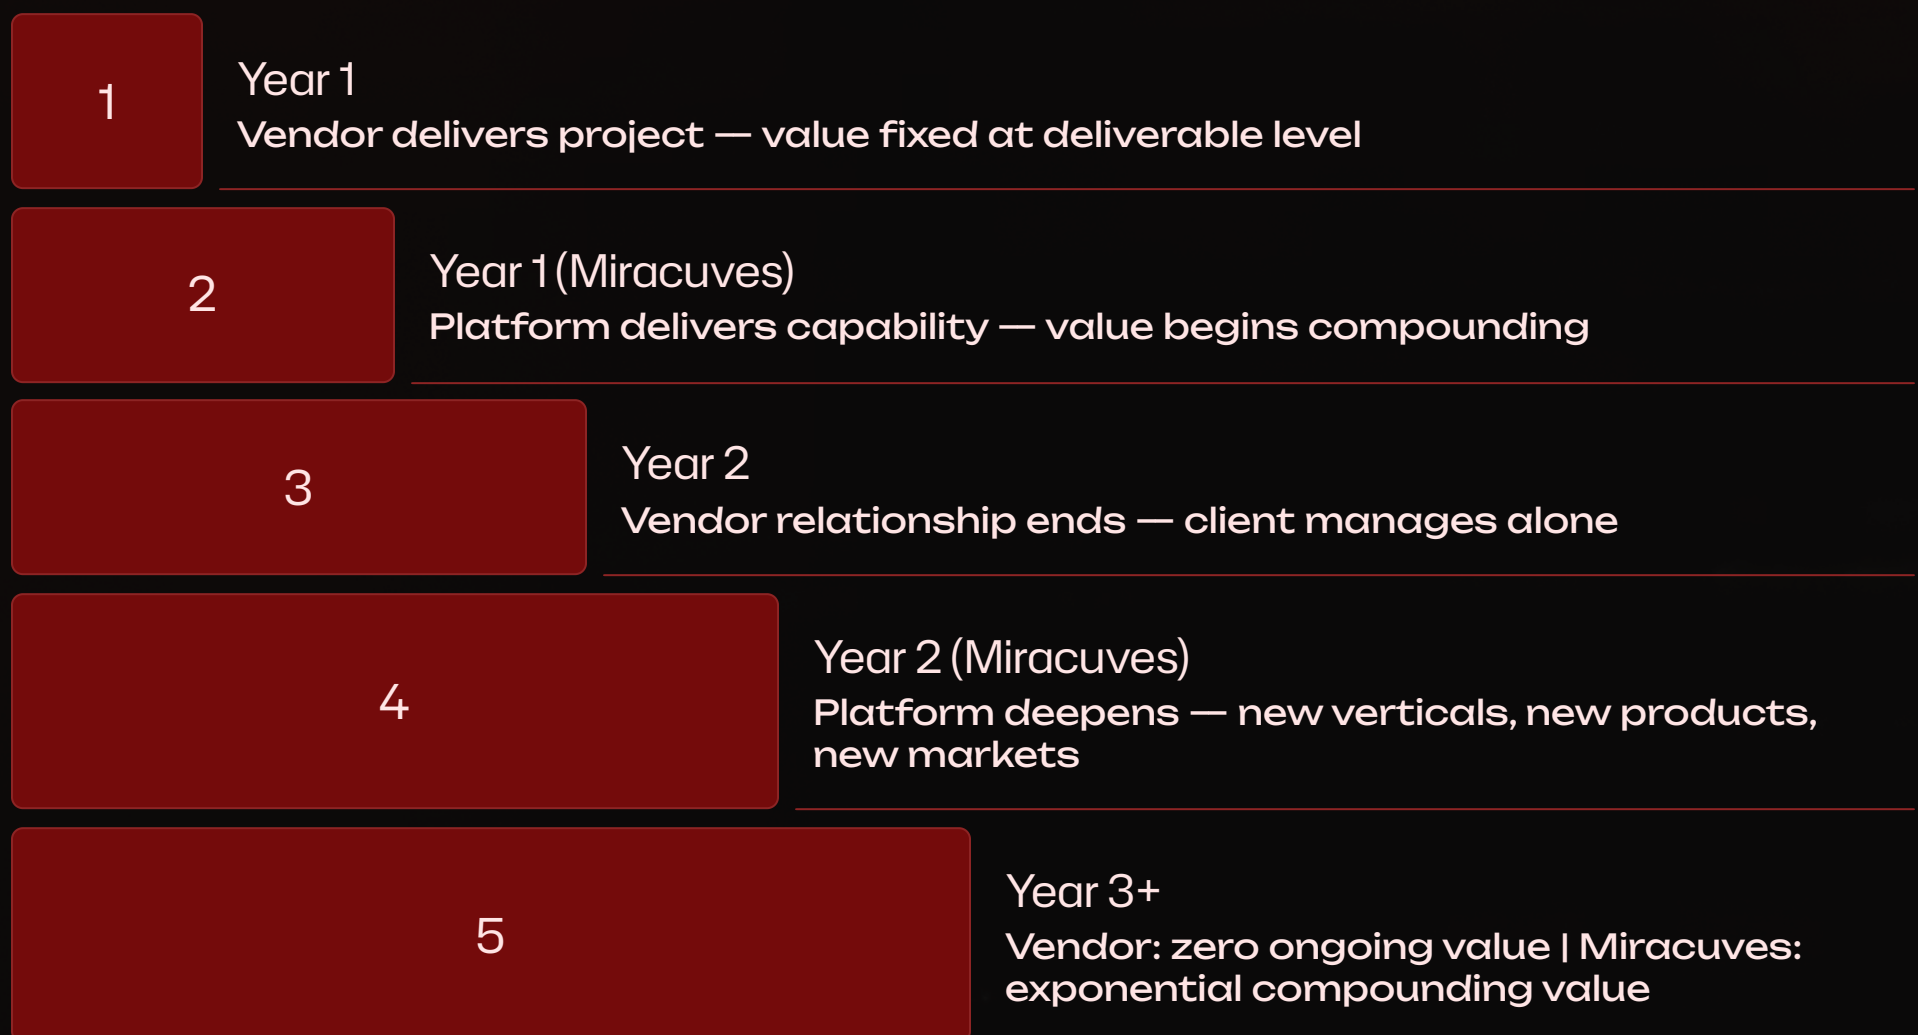 1
Year 1
Vendor delivers project — value fixed at deliverable level
2
Year 1 (Miracuves)
Platform delivers capability — value begins compounding
3
Year 2
Vendor relationship ends — client manages alone
4
Year 2 (Miracuves)
Platform deepens — new verticals, new products,
new markets
5
Year 3+
Vendor: zero ongoing value | Miracuves:
exponential compounding value